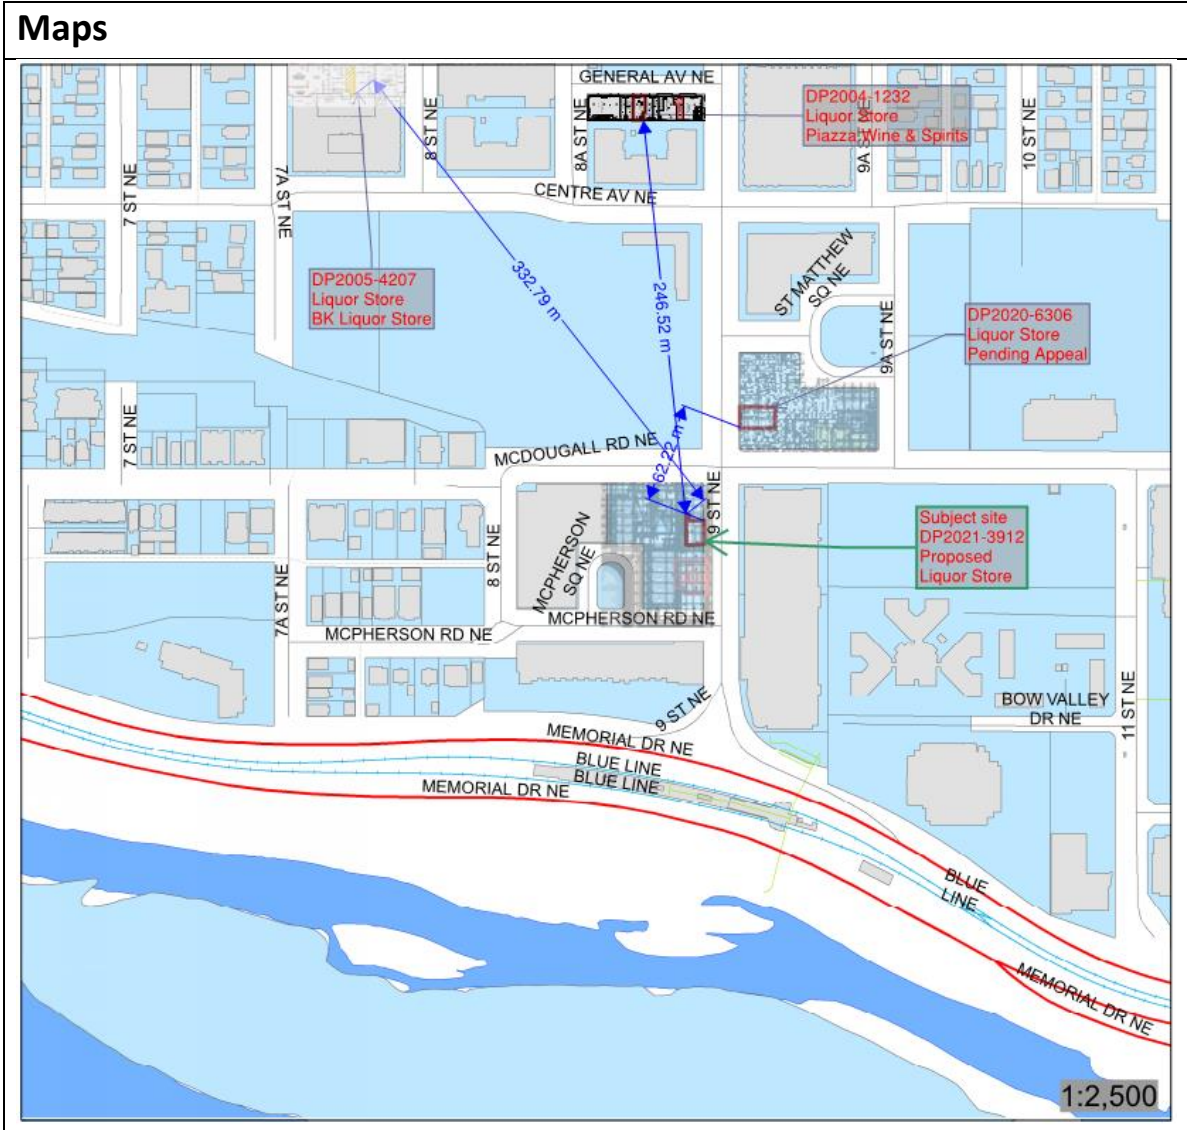 Maps
GENERAL AV NE
DP2004-1232
Liquor Store
Piazza Wine & Spirits
8 ST NE
8A ST NE
9A ST NE
10 ST NE
7 ST NE
7A ST NE
CENTRE AV NE
DP2005-4207
Liquor Store
BK Liquor Store
332.79 m
246.52 m
ST MATTHEW
SQ NE
9A ST NE
DP2020-6306
Liquor Store
Pending Appeal
7 ST NE
MCDOUGALL RD NE
62.22 m
9 ST NE
Subject site
DP2021-3912
Proposed
Liquor Store
8 ST NE
MCPHERSON
SQ NE
7A ST NE
MCPHERSON RD NE
MCPHERSON RD NE
9 ST NE
BOW VALLEY
DR NE
11 ST NE
MEMORIAL DR NE
BLUE LINE
BLUE LINE
MEMORIAL DR NE
BLUE
LINE
MEMORIAL DR NE
1:2,500